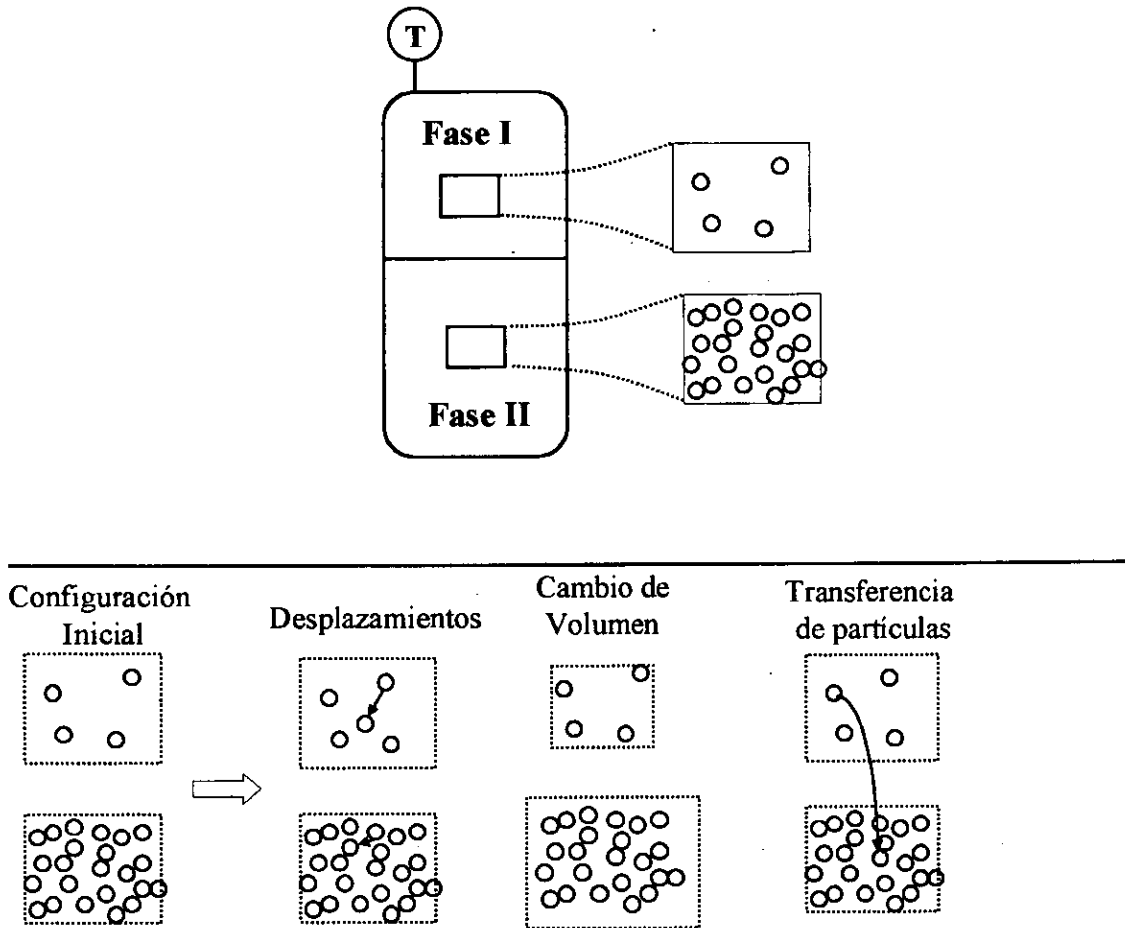 T
Fase I
Fase II
Configuración
Inicial
Desplazamientos
Cambio de
Volumen
Transferencia
de partículas